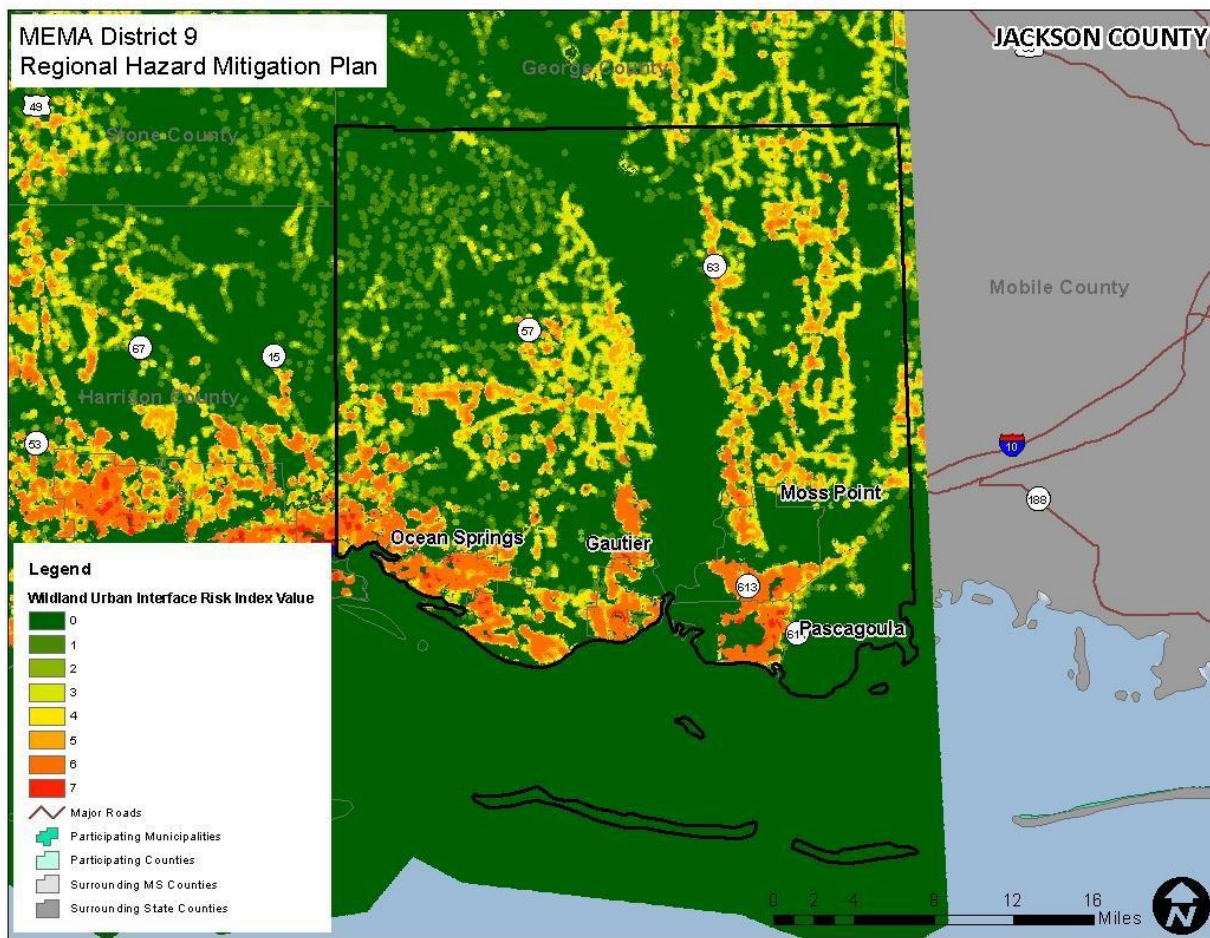 MEMA District 9
Regional Hazard Mitigation Plan
JACKSON COUNTY
George County
49
Stone County
63
Mobile County
57
67
15
Harrison County
53
10
188
Moss Point
Ocean Springs
Gautier
613
61
Pascagoula
Legend
Wildland Urban Interface Risk Index Value
0
1
2
3
4
5
6
7
Major Roads
Participating Municipalities
Participating Counties
Surrounding MS Counties
Surrounding State Counties
0 2 4 8 12 16
Miles
N